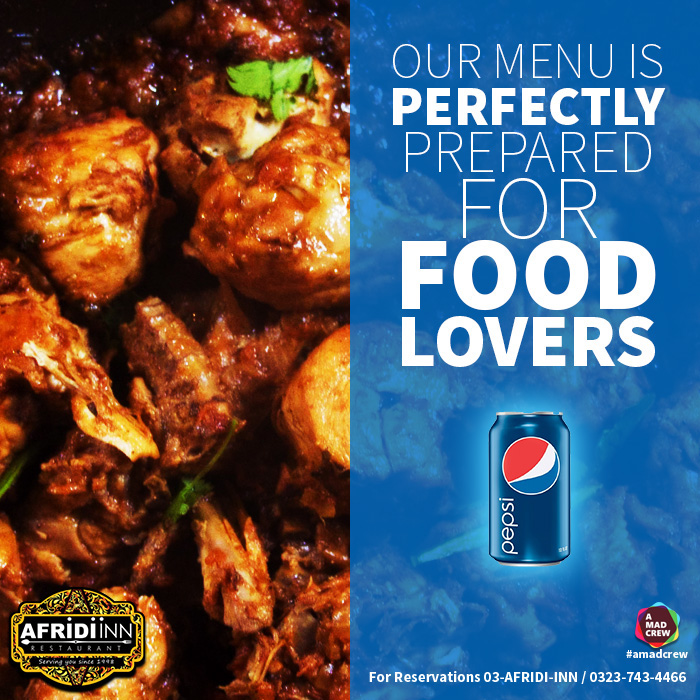 OUR MENU IS
PERFECTLY
PREPARED
FOR
FOOD
LOVERS
pepsi
AFRIDI INN
RESTAURANT
Serving you since 1998
A
MAD
CREW
#amadcrew
For Reservations 03-AFRIDI-INN / 0323-743-4466